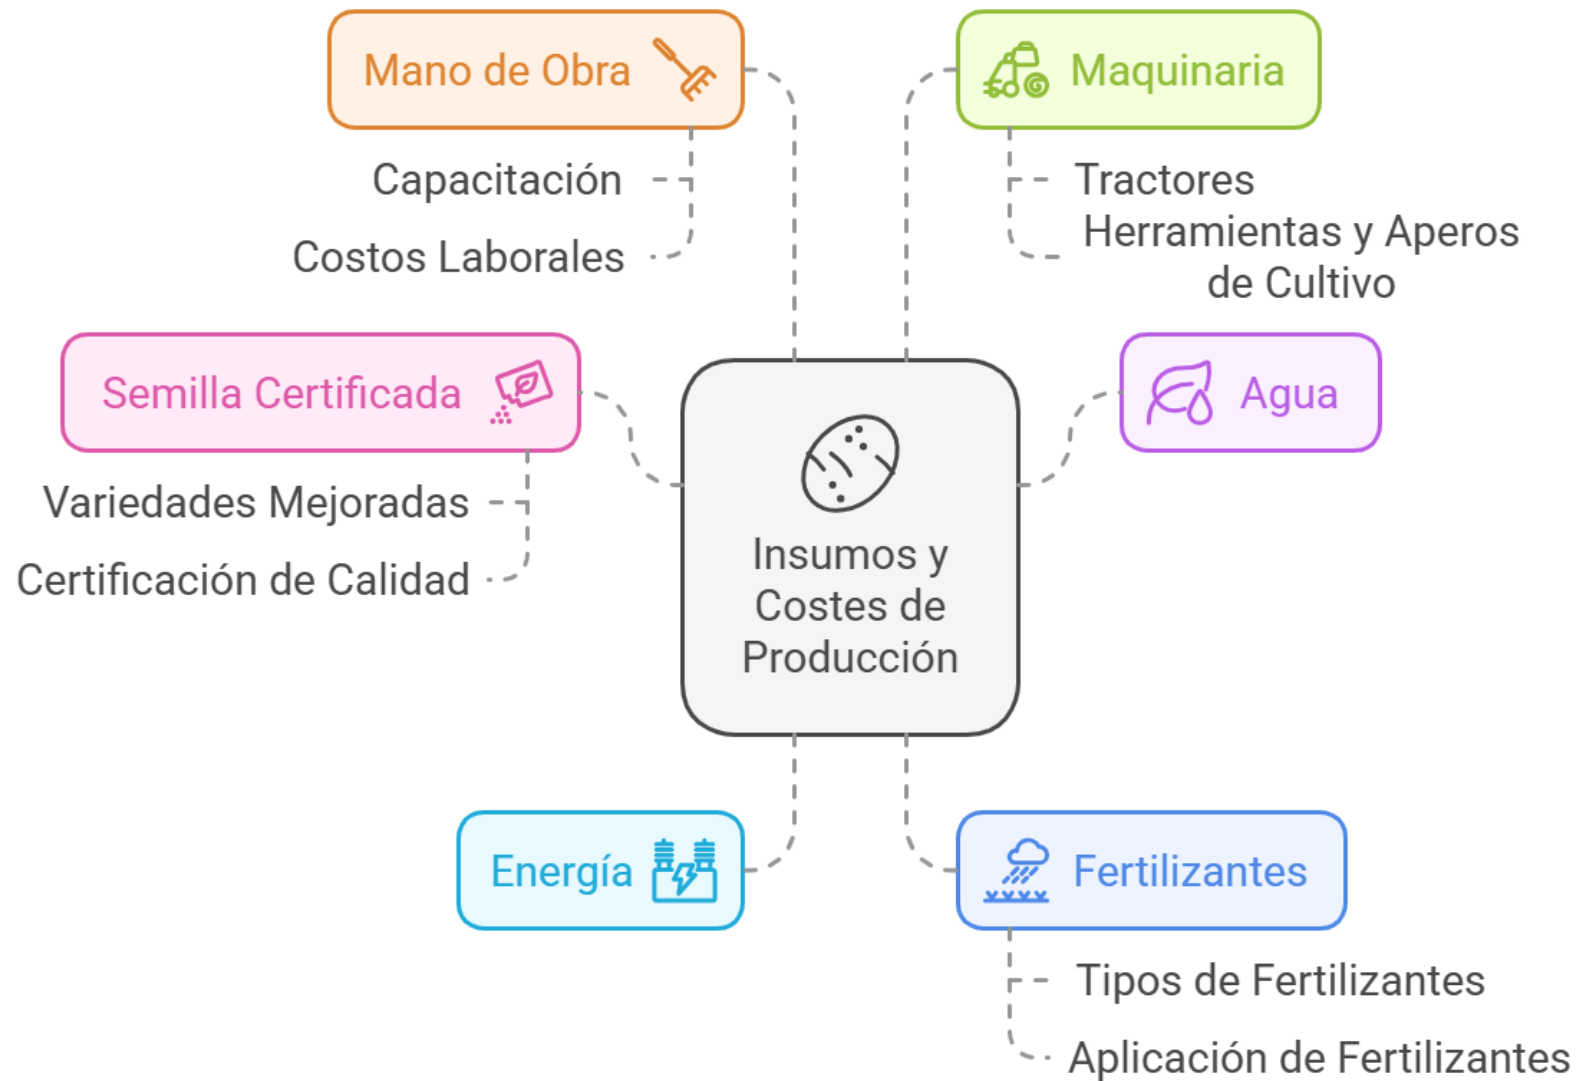 Mano de Obra
Capacitación
Costos Laborales
Maquinaria
Tractores
Herramientas y Aperos
de Cultivo
Semilla Certificada
Variedades Mejoradas
Certificación de Calidad
Agua
Insumos y
Costes de
Producción
Energía
Fertilizantes
Tipos de Fertilizantes
Aplicación de Fertilizantes